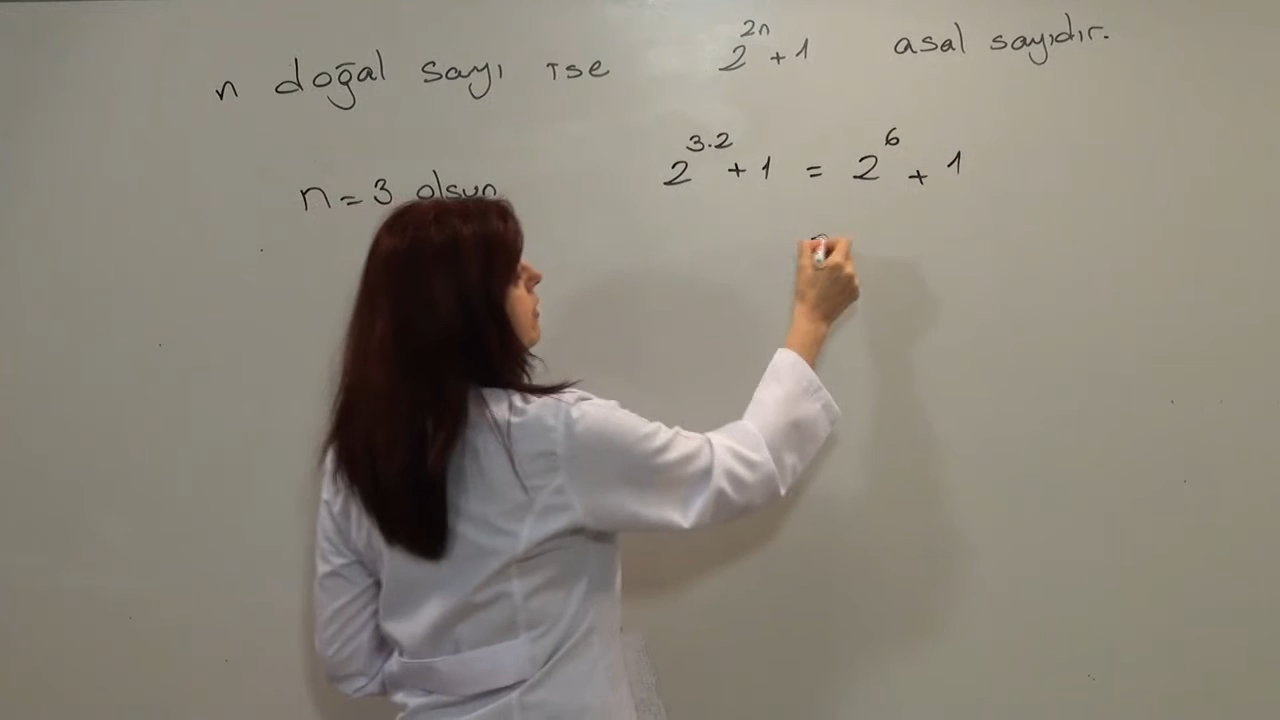 n doğal sayı ise 2^{2n} + 1 asal sayıdır.
n = 3 olsun 2^{3.2} + 1 = 2^6 + 1